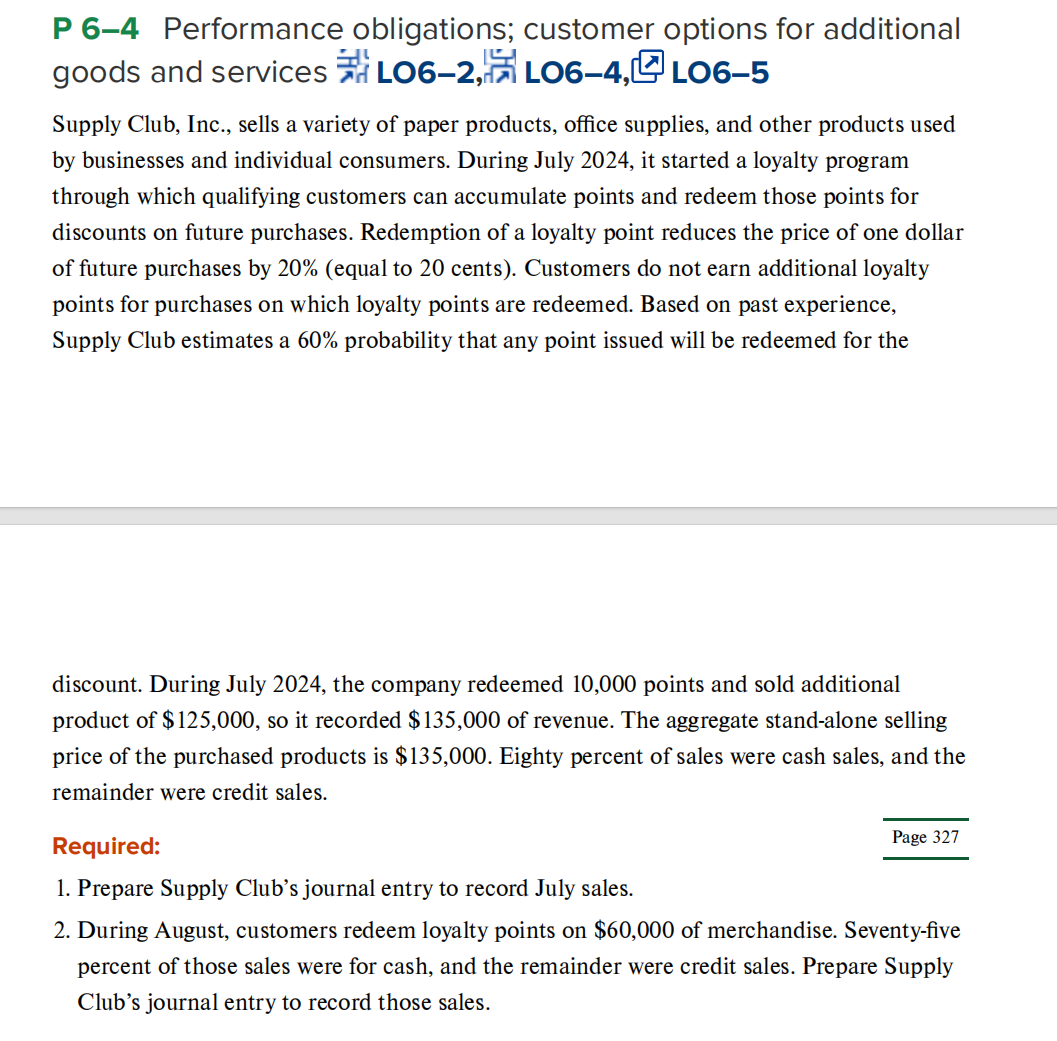 P 6–4 Performance obligations; customer options for additional
goods and services LO6–2, LO6–4, LO6–5
Supply Club, Inc., sells a variety of paper products, office supplies, and other products used
by businesses and individual consumers. During July 2024, it started a loyalty program
through which qualifying customers can accumulate points and redeem those points for
discounts on future purchases. Redemption of a loyalty point reduces the price of one dollar
of future purchases by 20% (equal to 20 cents). Customers do not earn additional loyalty
points for purchases on which loyalty points are redeemed. Based on past experience,
Supply Club estimates a 60% probability that any point issued will be redeemed for the
discount. During July 2024, the company redeemed 10,000 points and sold additional
product of $125,000, so it recorded $135,000 of revenue. The aggregate stand-alone selling
price of the purchased products is $135,000. Eighty percent of sales were cash sales, and the
remainder were credit sales.
Page 327
Required:
1. Prepare Supply Club’s journal entry to record July sales.
2. During August, customers redeem loyalty points on $60,000 of merchandise. Seventy-five
percent of those sales were for cash, and the remainder were credit sales. Prepare Supply
Club’s journal entry to record those sales.